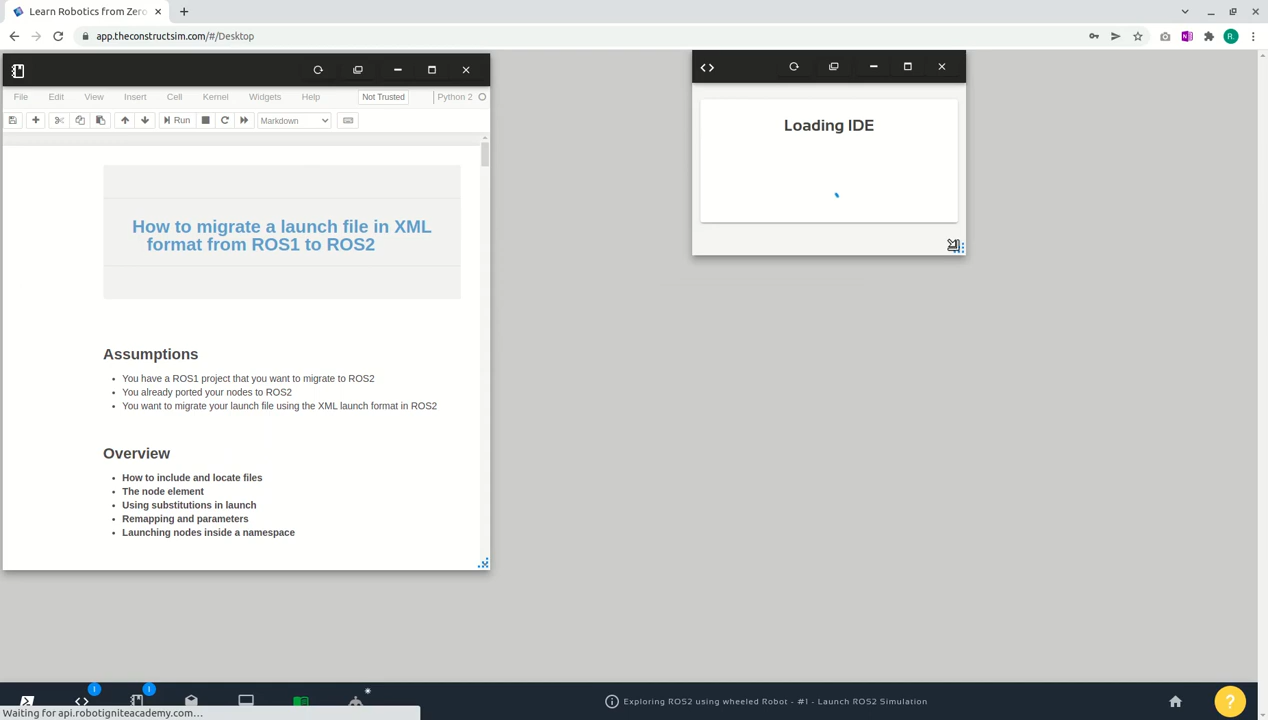 Learn Robotics from Zero
app.theconstructsim.com/#/Desktop
R.
File Edit View Insert Cell Kernel Widgets Help Not Trusted Python 2
Run Markdown
How to migrate a launch file in XML
format from ROS1 to ROS2
Assumptions
• You have a ROS1 project that you want to migrate to ROS2
• You already ported your nodes to ROS2
• You want to migrate your launch file using the XML launch format in ROS2
Overview
• How to include and locate files
• The node element
• Using substitutions in launch
• Remapping and parameters
• Launching nodes inside a namespace
Loading IDE
Exploring ROS2 using wheeled Robot - #1 - Launch ROS2 Simulation
?
Waiting for api.robotigniteacademy.com...